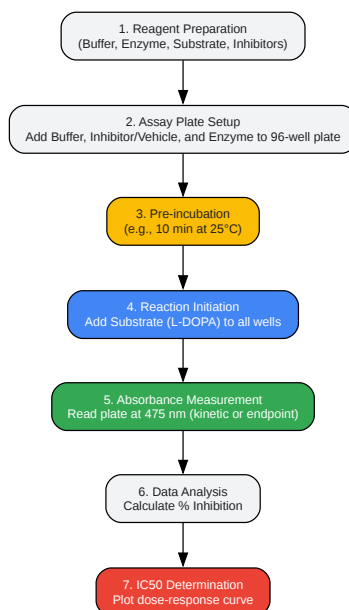 1. Reagent Preparation
(Buffer, Enzyme, Substrate, Inhibitors)
2. Assay Plate Setup
Add Buffer, Inhibitor/Vehicle, and Enzyme to 96-well plate
3. Pre-incubation
(e.g., 10 min at 25°C)
4. Reaction Initiation
Add Substrate (L-DOPA) to all wells
5. Absorbance Measurement
Read plate at 475 nm (kinetic or endpoint)
6. Data Analysis
Calculate % Inhibition
7. IC50 Determination
Plot dose-response curve